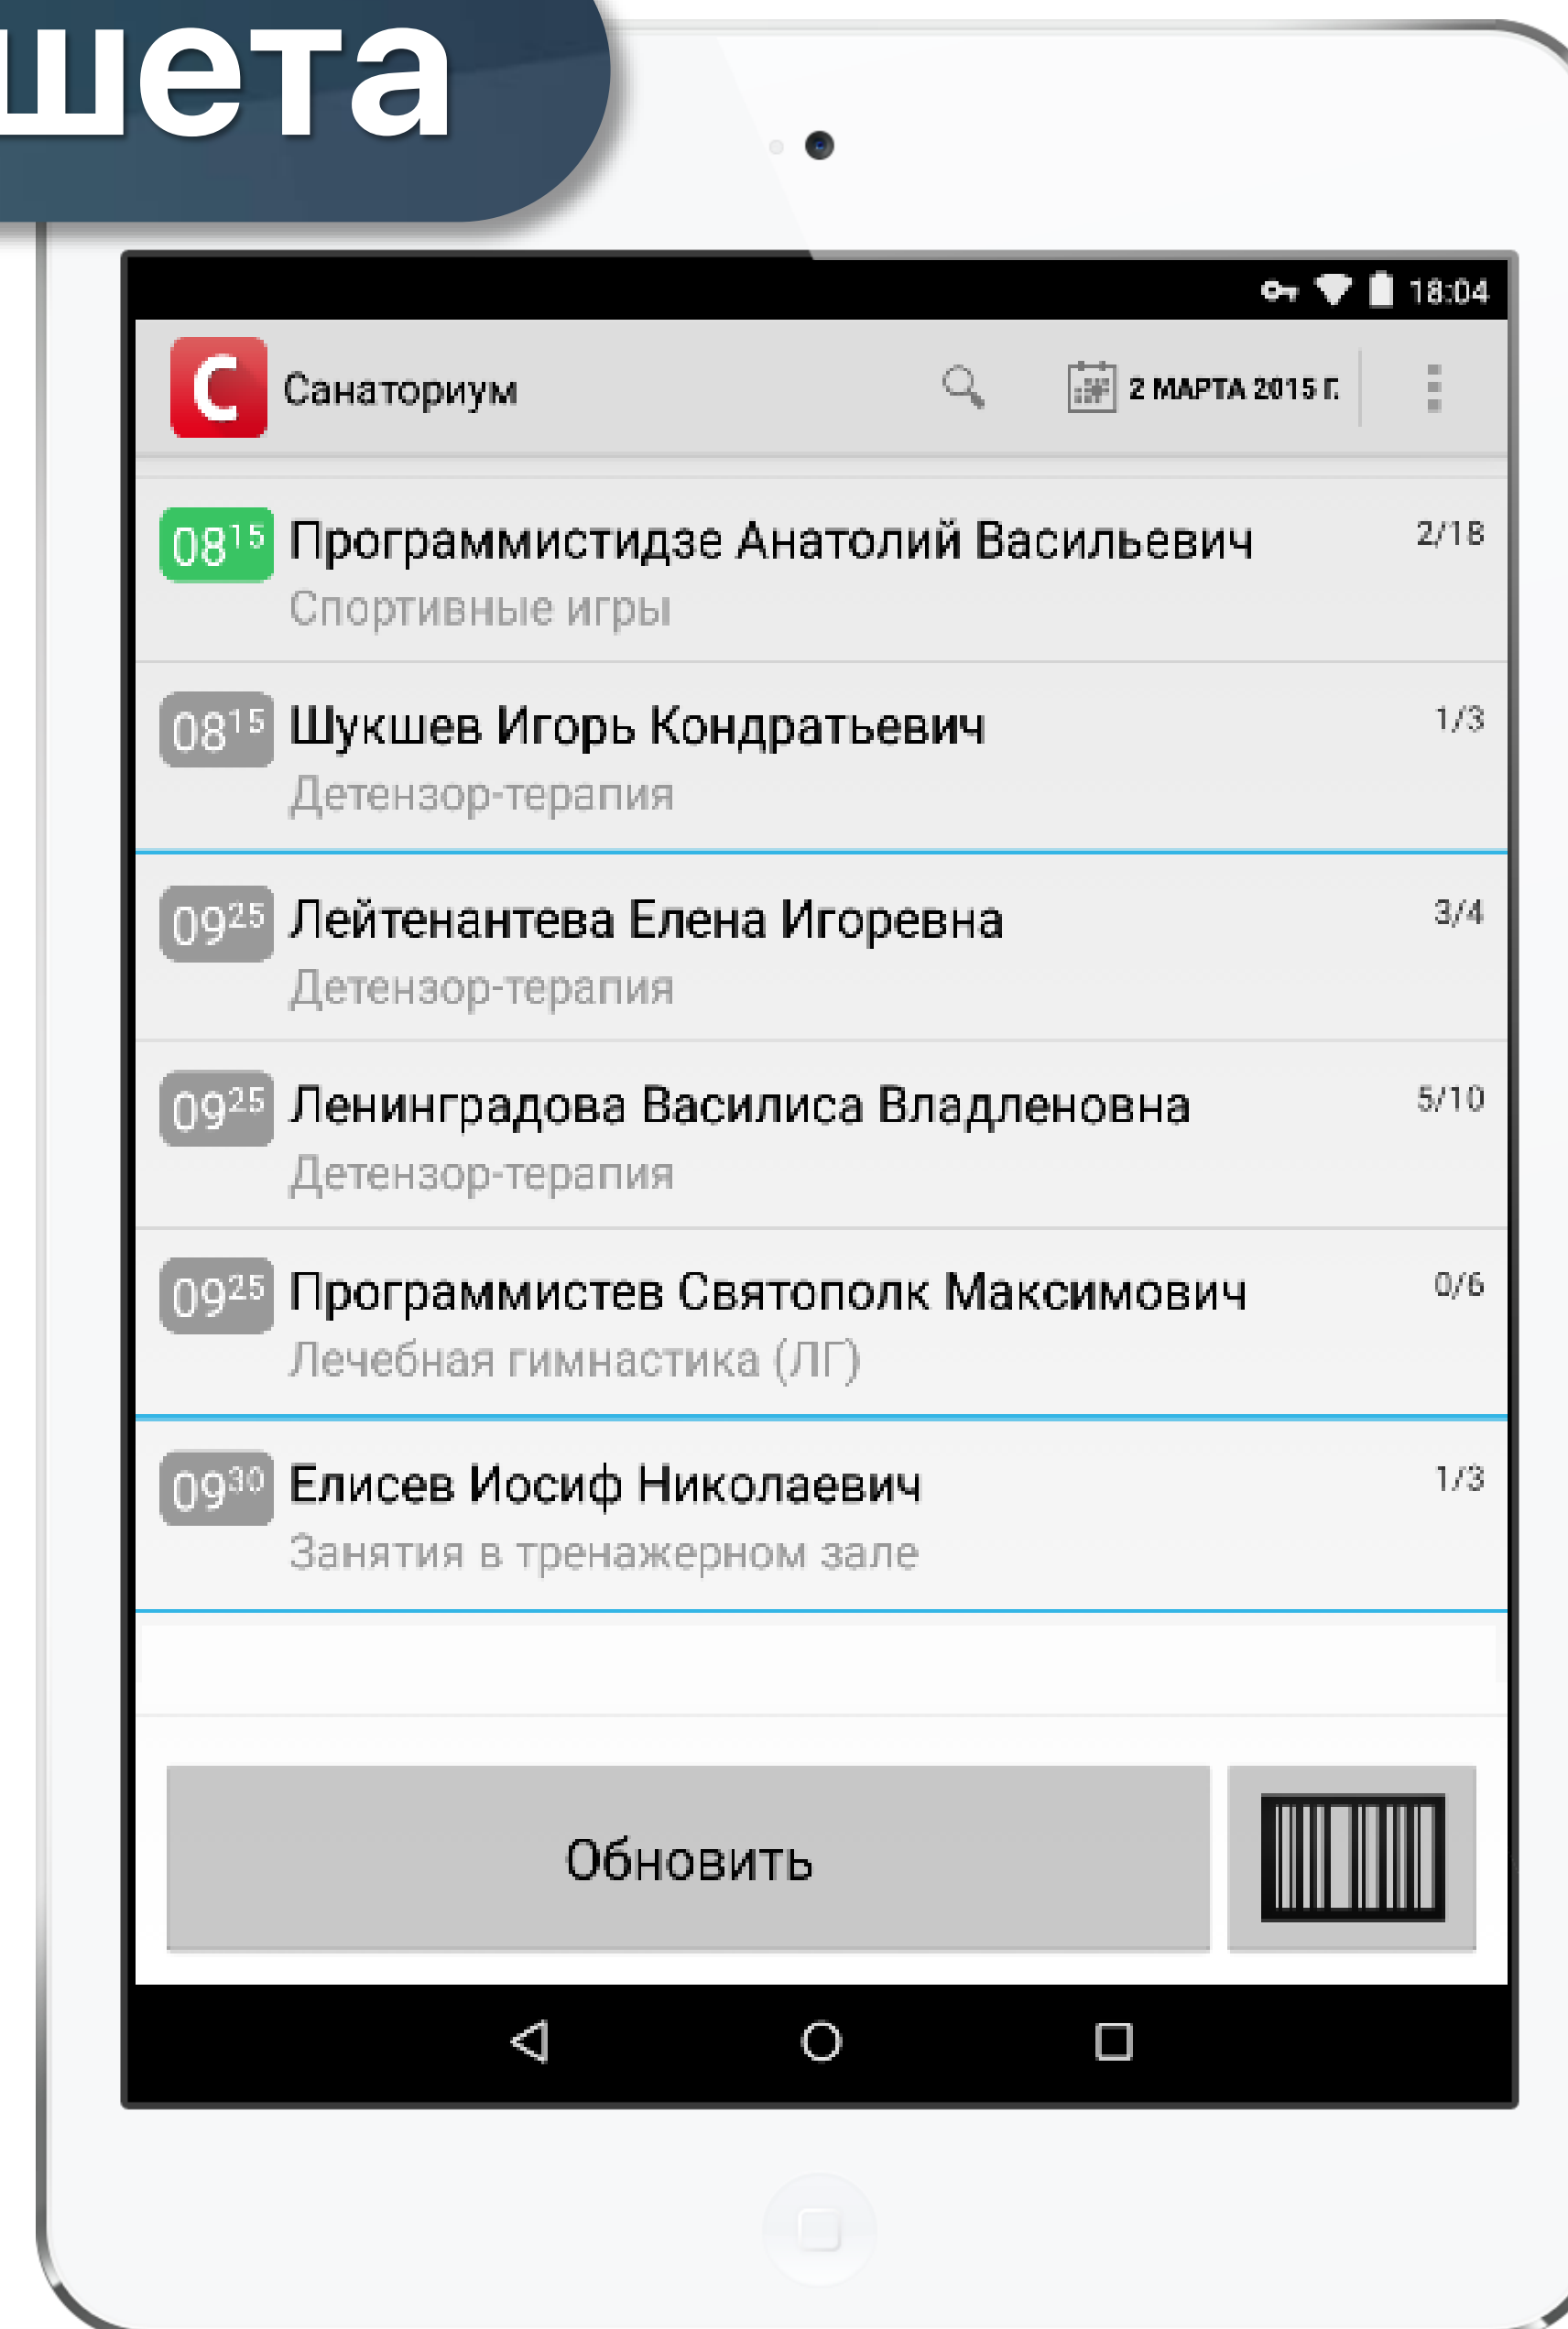 шета
18:04
С Санаториум 2 МАРТА 2015 Г.
08¹⁵ Программистидзе Анатолий Васильевич 2/18
Спортивные игры
08¹⁵ Шукшев Игорь Кондратьевич 1/3
Детензор-терапия
09²⁵ Лейтенантева Елена Игоревна 3/4
Детензор-терапия
09²⁵ Ленинградова Василиса Владленовна 5/10
Детензор-терапия
09²⁵ Программистев Святополк Максимович 0/6
Лечебная гимнастика (ЛГ)
09³⁰ Елисев Иосиф Николаевич 1/3
Занятия в тренажерном зале
Обновить